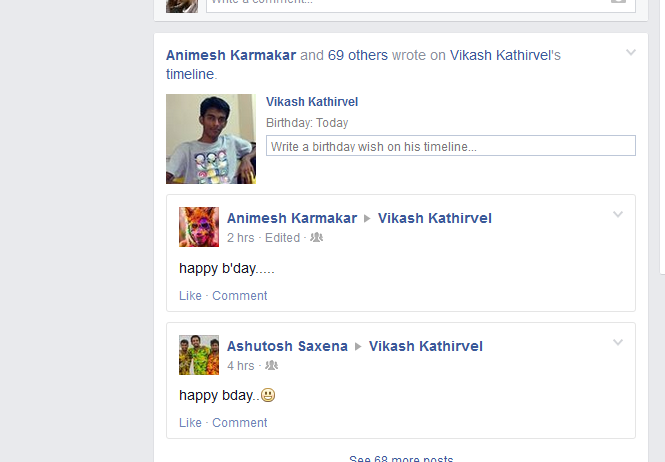 Write a comment...
Animesh Karmakar and 69 others wrote on Vikash Kathirvel's
timeline.
Vikash Kathirvel
Birthday: Today
Write a birthday wish on his timeline...
Animesh Karmakar Vikash Kathirvel
2 hrs · Edited ·
happy b'day.....
Like · Comment
Ashutosh Saxena Vikash Kathirvel
4 hrs ·
happy bday..😃
Like · Comment
See 68 more posts